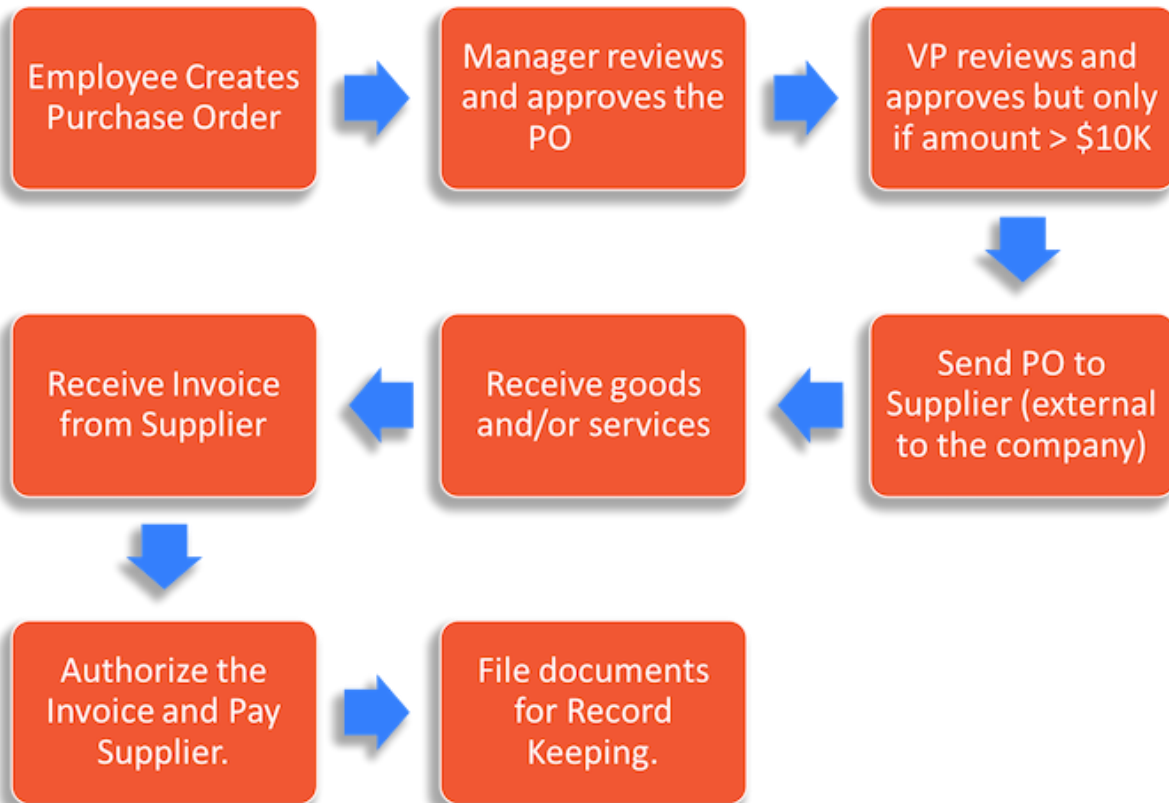 Employee Creates
Purchase Order
Manager reviews
and approves the
PO
VP reviews and
approves but only
if amount > $10K
Send PO to
Supplier (external
to the company)
Receive goods
and/or services
Receive Invoice
from Supplier
Authorize the
Invoice and Pay
Supplier.
File documents
for Record
Keeping.